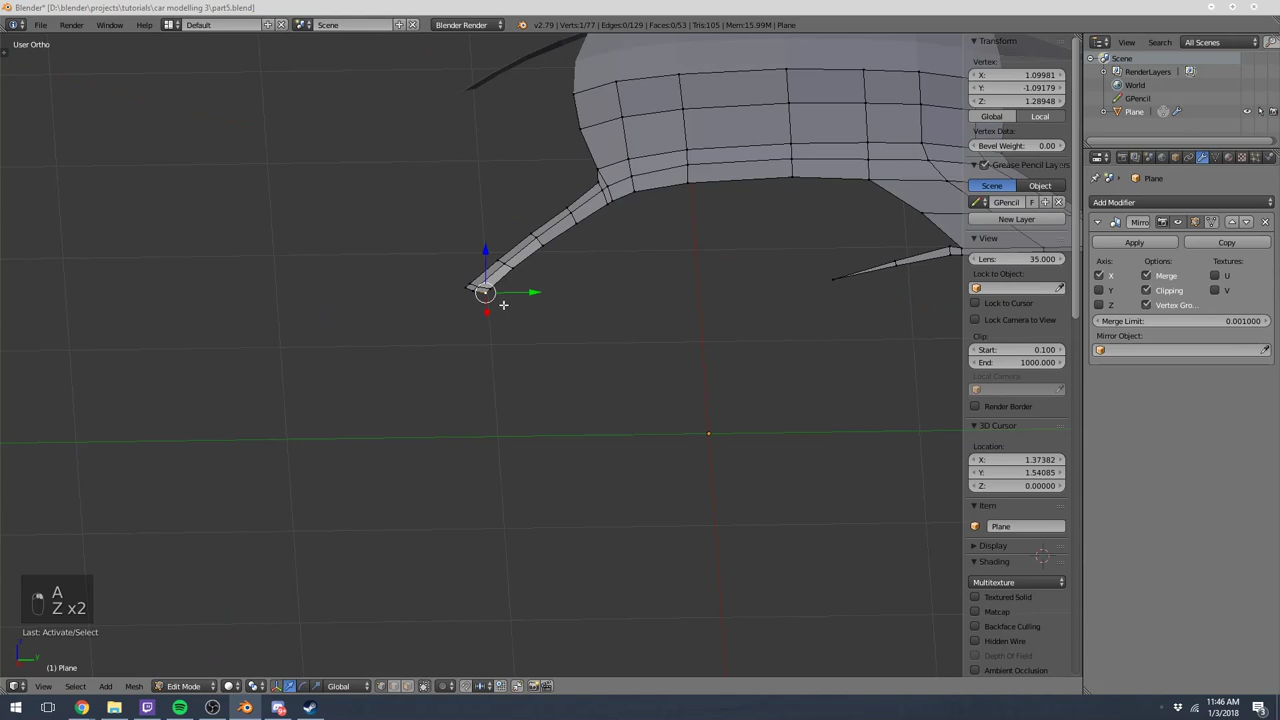 Blender* [D:\blender\projects\tutorials\car modelling 3\part5.blend]
File Render Window Help Default Scene Blender Render v2.79 | Verts:1/77 | Edges:0/129 | Faces:0/53 | Tris:105 | Mem:15.99M | Plane
User Ortho
Transform
Vertex:
X: 1.09981
Y: -1.09179
Z: 1.28948
Global Local
Vertex Data:
Bevel Weight: 0.00
Grease Pencil Layers
Scene Object
GPencil F
New Layer
View
Lens: 35.000
Lock to Object:
Lock to Cursor
Lock Camera to View
Clip:
Start: 0.100
End: 1000.000
Local Camera:
Render Border
3D Cursor
Location:
X: 1.37382
Y: 1.54085
Z: 0.00000
Item
Plane
Display
Shading
Multitexture
Textured Solid
Matcap
Backface Culling
Hidden Wire
Depth Of Field
Ambient Occlusion
View Search All Scenes
Scene
RenderLayers
World
GPencil
Plane
Plane
Add Modifier
Mirro
Apply Copy
Axis: Options: Textures:
X Merge U
Y Clipping V
Z Vertex Gro...
Merge Limit: 0.001000
Mirror Object:
A
Z x2
Last: Activate/Select
z
y
(1) Plane
View Select Add Mesh Edit Mode Global
11:46 AM
1/3/2018
3